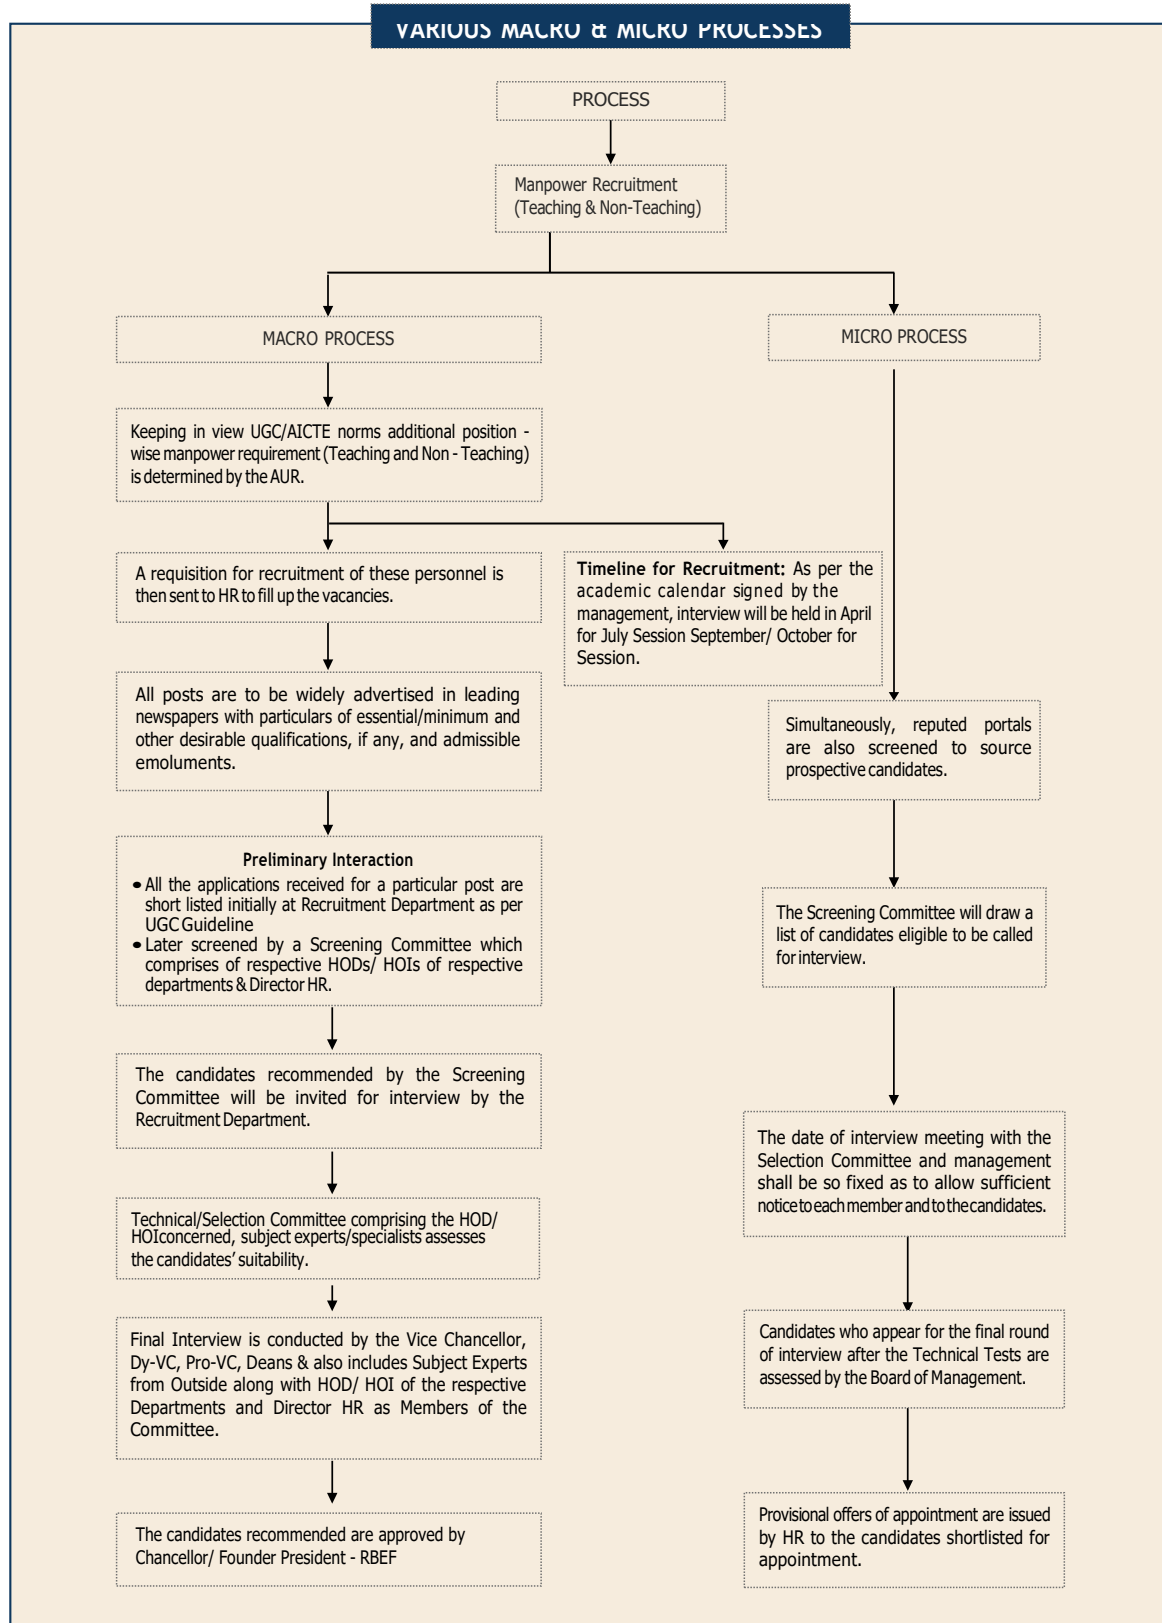 VARIOUS MACRO & MICRO PROCESSES
PROCESS
Manpower Recruitment
(Teaching & Non-Teaching)
MACRO PROCESS
MICRO PROCESS
Keeping in view UGC/AICTE norms additional position -
wise manpower requirement (Teaching and Non - Teaching)
is determined by the AUR.
A requisition for recruitment of these personnel is
then sent to HR to fill up the vacancies.
Timeline for Recruitment: As per the
academic calendar signed by the
management, interview will be held in April
for July Session September/ October for
Session.
All posts are to be widely advertised in leading
newspapers with particulars of essential/minimum and
other desirable qualifications, if any, and admissible
emoluments.
Simultaneously, reputed portals
are also screened to source
prospective candidates.
Preliminary Interaction
• All the applications received for a particular post are
short listed initially at Recruitment Department as per
UGC Guideline
• Later screened by a Screening Committee which
comprises of respective HODs/ HOIs of respective
departments & Director HR.
The Screening Committee will draw a
list of candidates eligible to be called
for interview.
The candidates recommended by the Screening
Committee will be invited for interview by the
Recruitment Department.
The date of interview meeting with the
Selection Committee and management
shall be so fixed as to allow sufficient
notice to each member and to the candidates.
Technical/Selection Committee comprising the HOD/
HOI concerned, subject experts/specialists assesses
the candidates’ suitability.
Final Interview is conducted by the Vice Chancellor,
Dy-VC, Pro-VC, Deans & also includes Subject Experts
from Outside along with HOD/ HOI of the respective
Departments and Director HR as Members of the
Committee.
Candidates who appear for the final round
of interview after the Technical Tests are
assessed by the Board of Management.
The candidates recommended are approved by
Chancellor/ Founder President - RBEF
Provisional offers of appointment are issued
by HR to the candidates shortlisted for
appointment.